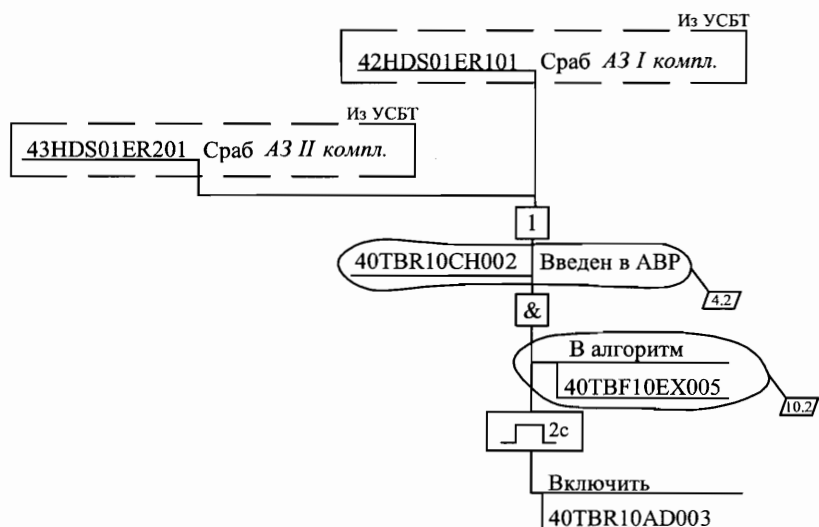 Из УСБТ
42HDS01ER101 Сраб АЗ I компл.
Из УСБТ
43HDS01ER201 Сраб АЗ II компл.
1
40TBR10CH002 Введен в АВР
4.2
&
В алгоритм
40TBF10EX005
10.2
2с
Включить
40TBR10AD003